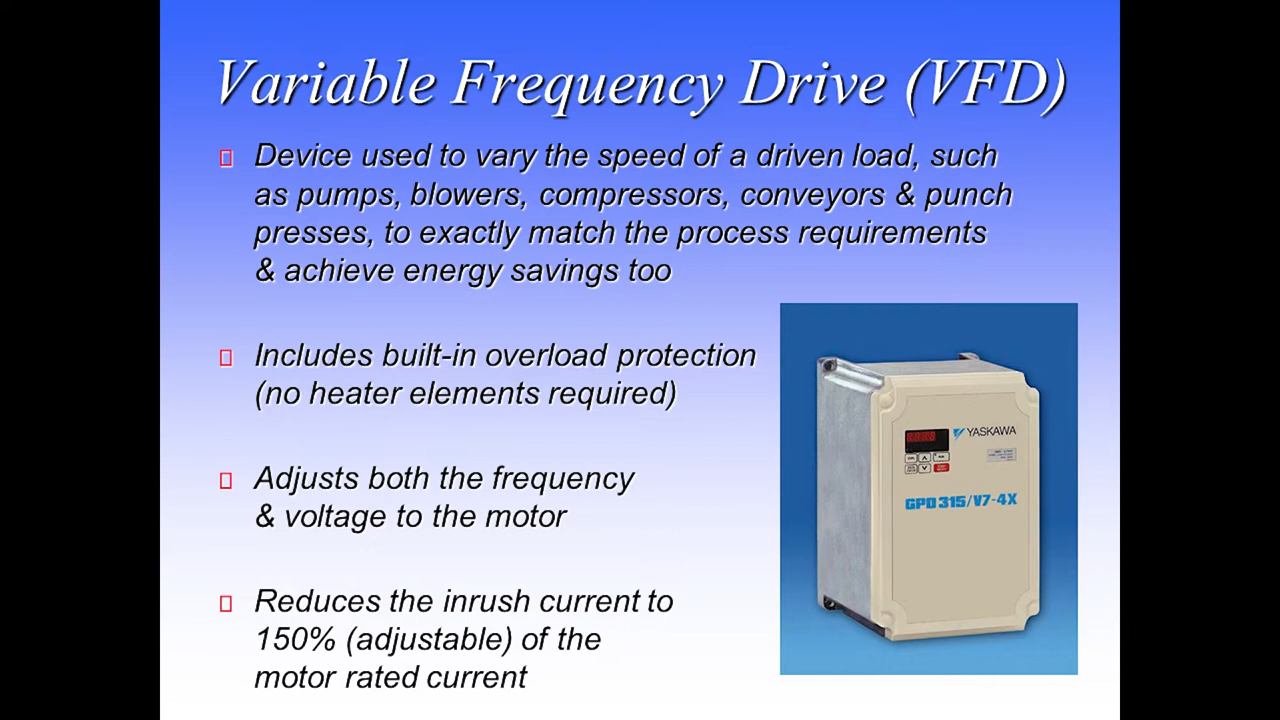 Variable Frequency Drive (VFD)
Device used to vary the speed of a driven load, such
as pumps, blowers, compressors, conveyors & punch
presses, to exactly match the process requirements
& achieve energy savings too
Includes built-in overload protection
(no heater elements required)
Adjusts both the frequency
& voltage to the motor
Reduces the inrush current to
150% (adjustable) of the
motor rated current
YASKAWA
GPD 315/V7-4X